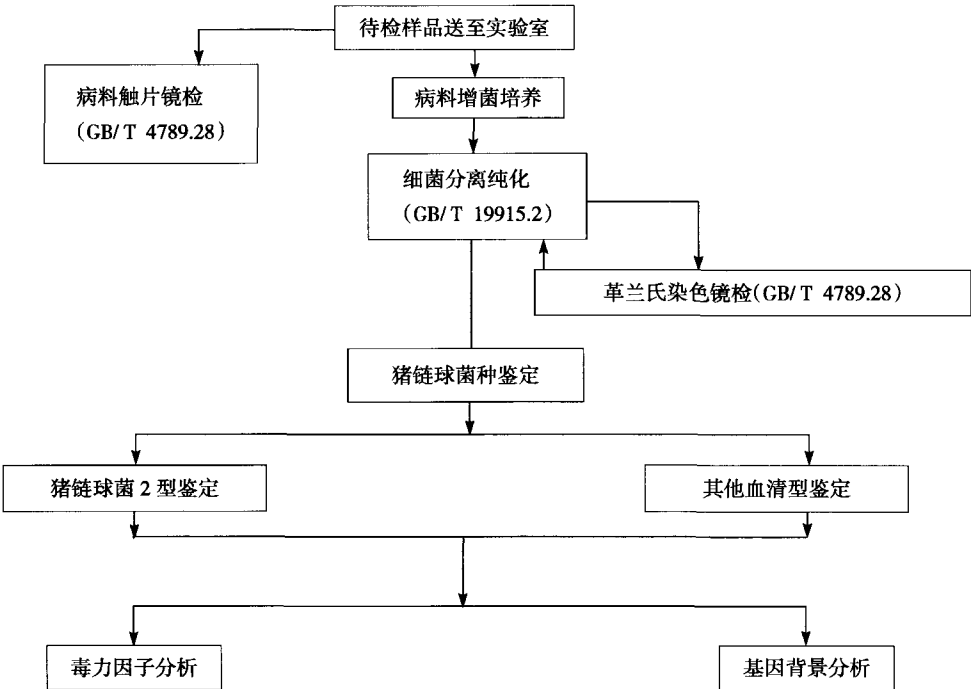 待检样品送至实验室
病料触片镜检
(GB/T 4789.28)
病料增菌培养
细菌分离纯化
(GB/T 19915.2)
革兰氏染色镜检(GB/T 4789.28)
猪链球菌种鉴定
猪链球菌2型鉴定
其他血清型鉴定
毒力因子分析
基因背景分析